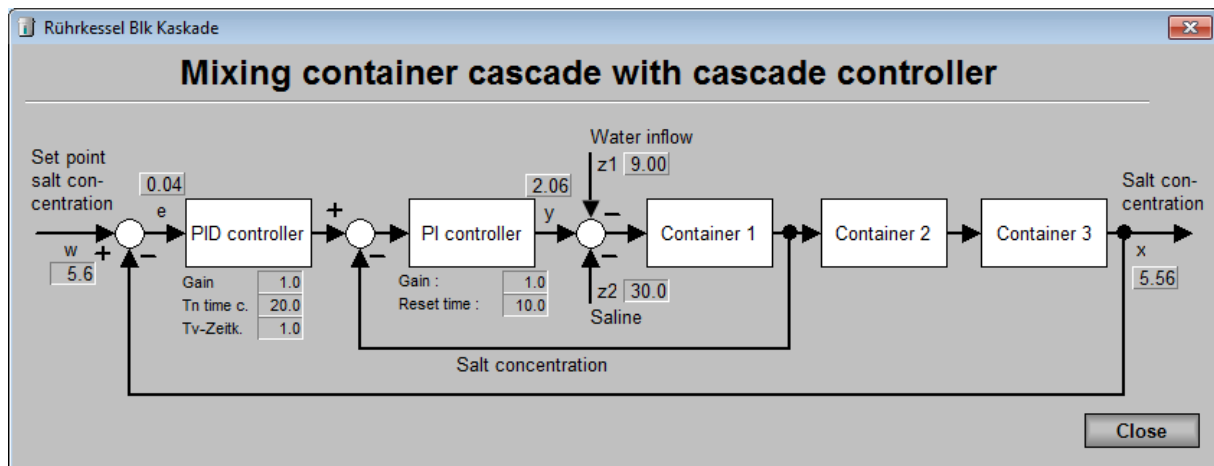 Rührkessel Blk Kaskade
Mixing container cascade with cascade controller
Water inflow
z1 9.00
Set point
salt con-
centration
0.04
e
2.06
y
Salt con-
centration
+
−
PID controller
+
−
PI controller
−
−
Container 1
Container 2
Container 3
w
5.6
x
5.56
Gain 1.0
Tn time c. 20.0
Tv-Zeitk. 1.0
Gain : 1.0
Reset time : 10.0
z2 30.0
Saline
Salt concentration
Close